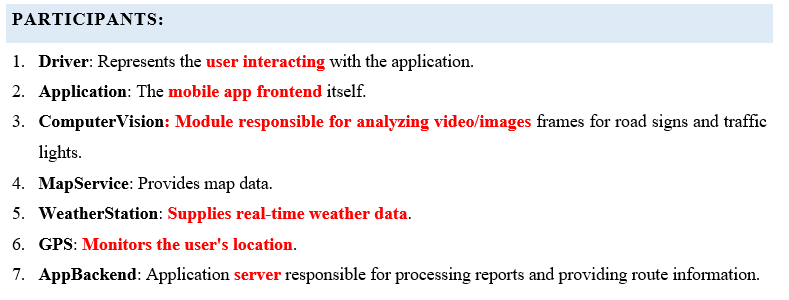 PARTICIPANTS:
1. Driver: Represents the user interacting with the application.
2. Application: The mobile app frontend itself.
3. ComputerVision: Module responsible for analyzing video/images frames for road signs and traffic
lights.
4. MapService: Provides map data.
5. WeatherStation: Supplies real-time weather data.
6. GPS: Monitors the user's location.
7. AppBackend: Application server responsible for processing reports and providing route information.